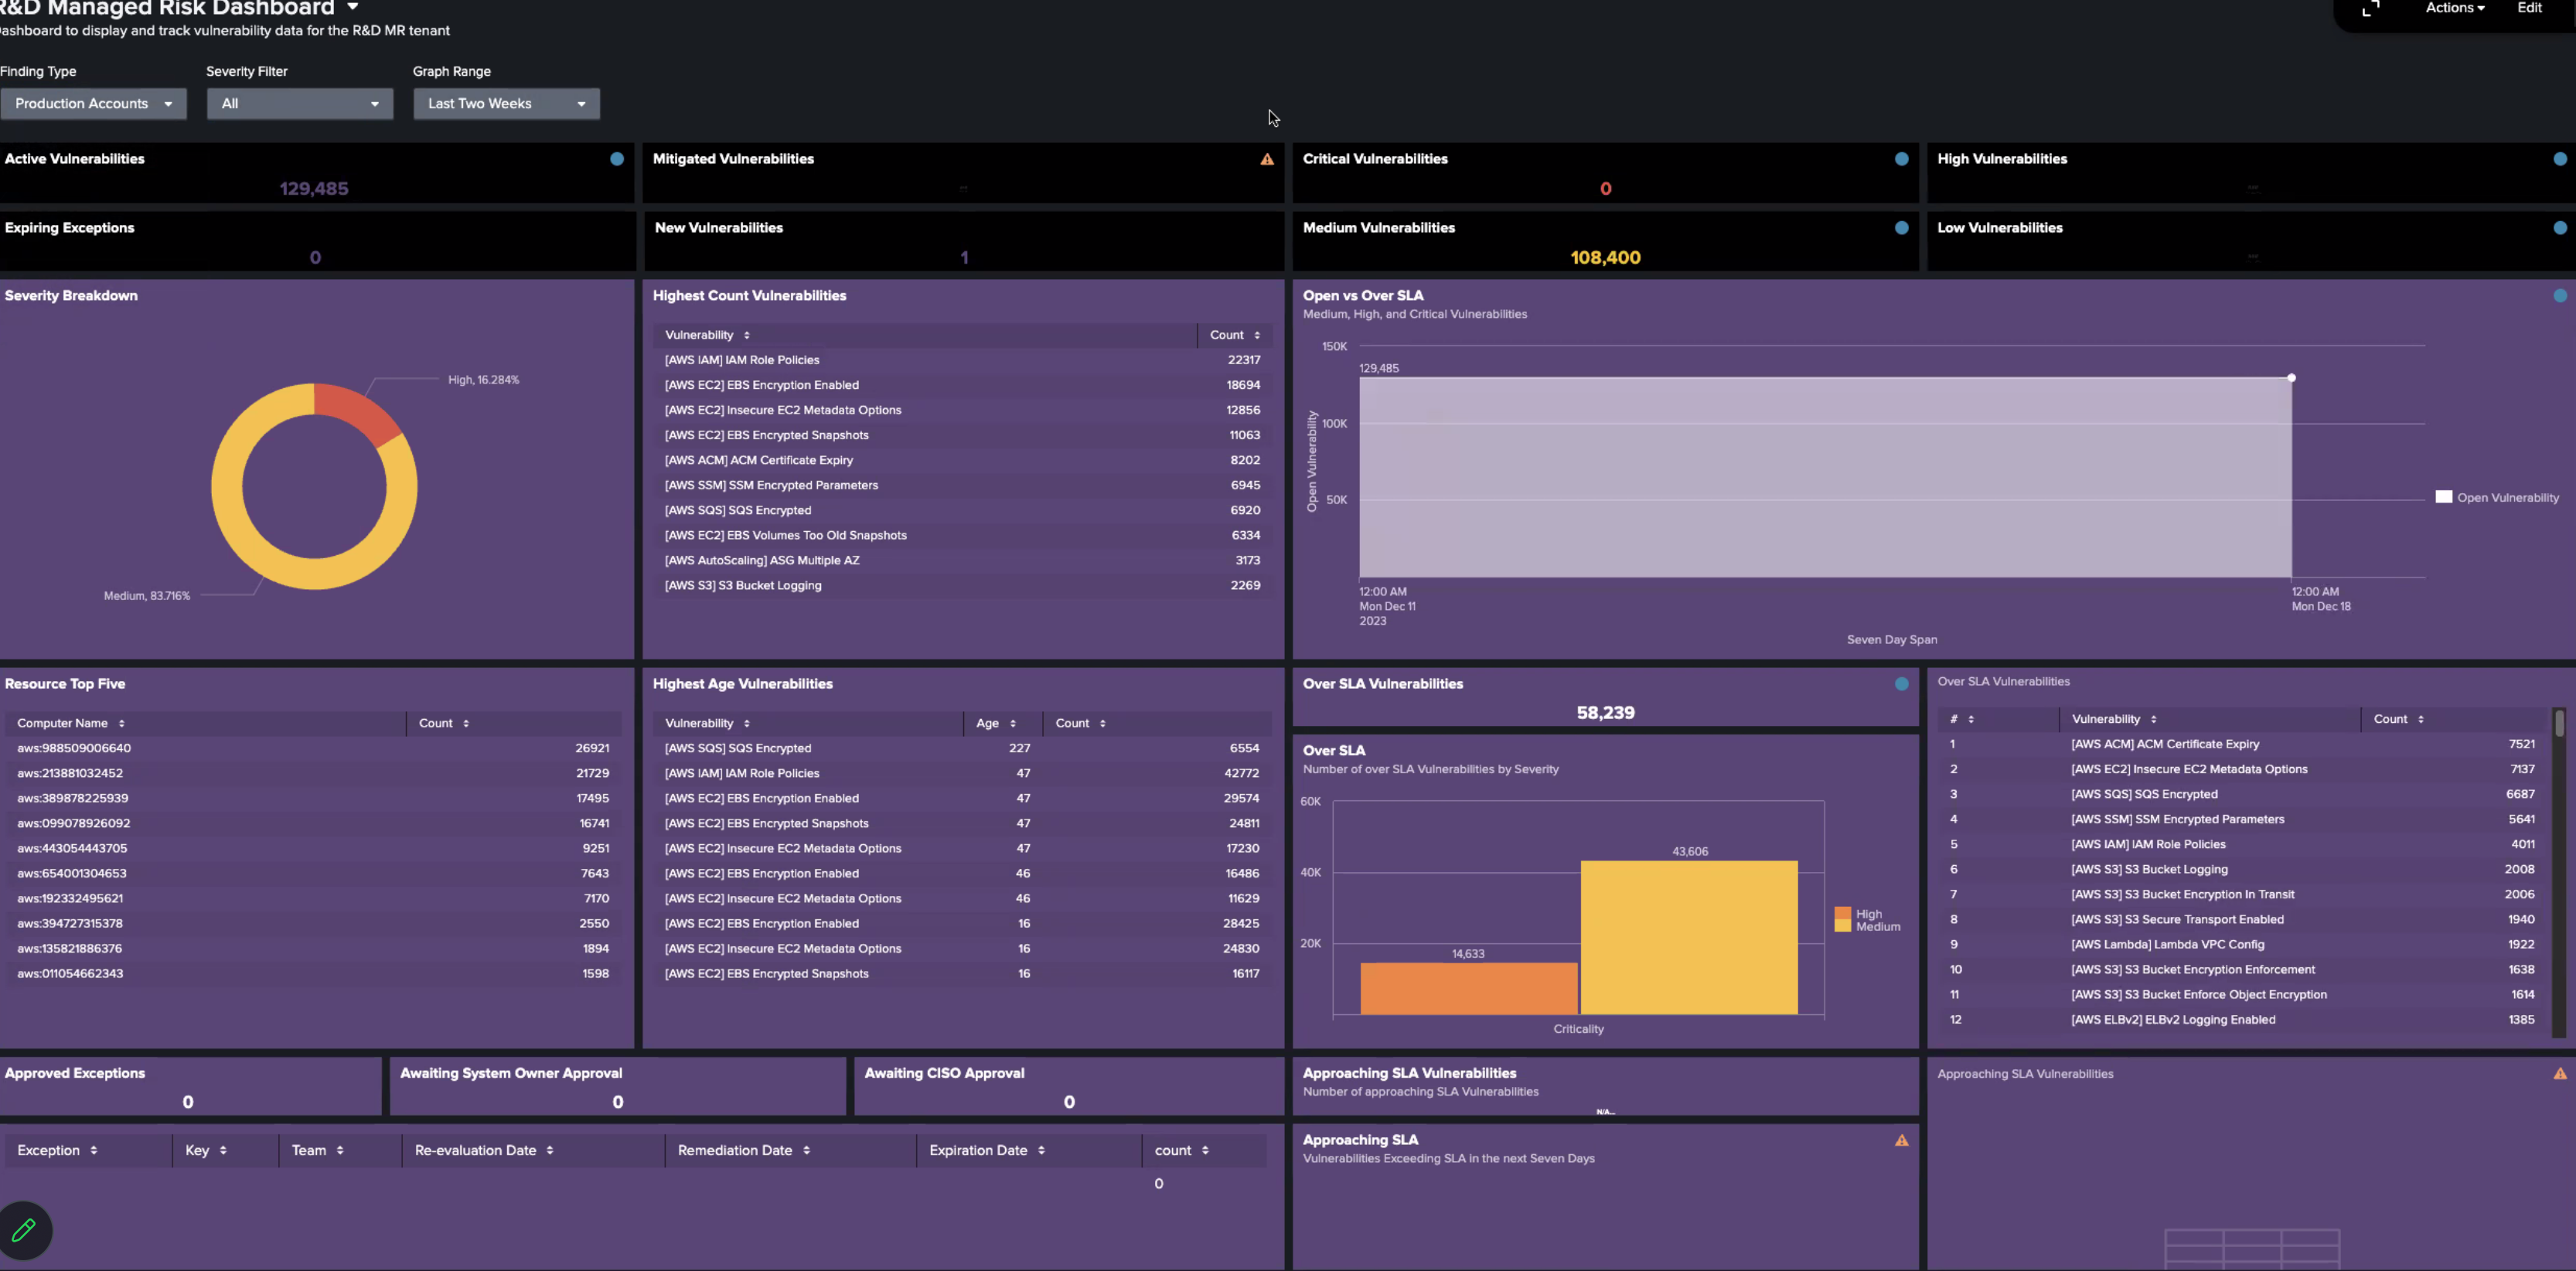 R&D Managed Risk Dashboard
Actions
Edit
ashboard to display and track vulnerability data for the R&D MR tenant
Finding Type
Severity Filter
Graph Range
Production Accounts
All
Last Two Weeks
Active Vulnerabilities
129,485
Mitigated Vulnerabilities
Critical Vulnerabilities
0
High Vulnerabilities
Expiring Exceptions
0
New Vulnerabilities
1
Medium Vulnerabilities
108,400
Low Vulnerabilities
Severity Breakdown
High, 16.284%
Medium, 83.716%
Highest Count Vulnerabilities
Vulnerability Count
[AWS IAM] IAM Role Policies 22317
[AWS EC2] EBS Encryption Enabled 18694
[AWS EC2] Insecure EC2 Metadata Options 12856
[AWS EC2] EBS Encrypted Snapshots 11063
[AWS ACM] ACM Certificate Expiry 8202
[AWS SSM] SSM Encrypted Parameters 6945
[AWS SQS] SQS Encrypted 6920
[AWS EC2] EBS Volumes Too Old Snapshots 6334
[AWS AutoScaling] ASG Multiple AZ 3173
[AWS S3] S3 Bucket Logging 2269
Open vs Over SLA
Medium, High, and Critical Vulnerabilities
150K
129,485
100K
50K
Open Vulnerability
Open Vulnerability
12:00 AM
Mon Dec 11
2023
12:00 AM
Mon Dec 18
Seven Day Span
Resource Top Five
Computer Name Count
aws:988509006640 26921
aws:213881032452 21729
aws:389878225939 17495
aws:099078926092 16741
aws:443054443705 9251
aws:654001304653 7643
aws:192332495621 7170
aws:394727315378 2550
aws:135821886376 1894
aws:011054662343 1598
Highest Age Vulnerabilities
Vulnerability Age Count
[AWS SQS] SQS Encrypted 227 6554
[AWS IAM] IAM Role Policies 47 42772
[AWS EC2] EBS Encryption Enabled 47 29574
[AWS EC2] EBS Encrypted Snapshots 47 24811
[AWS EC2] Insecure EC2 Metadata Options 47 17230
[AWS EC2] EBS Encryption Enabled 46 16486
[AWS EC2] Insecure EC2 Metadata Options 46 11629
[AWS EC2] EBS Encryption Enabled 16 28425
[AWS EC2] Insecure EC2 Metadata Options 16 24830
[AWS EC2] EBS Encrypted Snapshots 16 16117
Over SLA Vulnerabilities
58,239
Over SLA
Number of over SLA Vulnerabilities by Severity
60K
40K
20K
14,633
43,606
High
Medium
Criticality
Over SLA Vulnerabilities
# Vulnerability Count
1 [AWS ACM] ACM Certificate Expiry 7521
2 [AWS EC2] Insecure EC2 Metadata Options 7137
3 [AWS SQS] SQS Encrypted 6687
4 [AWS SSM] SSM Encrypted Parameters 5641
5 [AWS IAM] IAM Role Policies 4011
6 [AWS S3] S3 Bucket Logging 2008
7 [AWS S3] S3 Bucket Encryption In Transit 2006
8 [AWS S3] S3 Secure Transport Enabled 1940
9 [AWS Lambda] Lambda VPC Config 1922
10 [AWS S3] S3 Bucket Encryption Enforcement 1638
11 [AWS S3] S3 Bucket Enforce Object Encryption 1614
12 [AWS ELBv2] ELBv2 Logging Enabled 1385
Approved Exceptions
0
Awaiting System Owner Approval
0
Awaiting CISO Approval
0
Approaching SLA Vulnerabilities
Number of approaching SLA Vulnerabilities
N/A...
Approaching SLA Vulnerabilities
Exception Key Team Re-evaluation Date Remediation Date Expiration Date count
0
Approaching SLA
Vulnerabilities Exceeding SLA in the next Seven Days